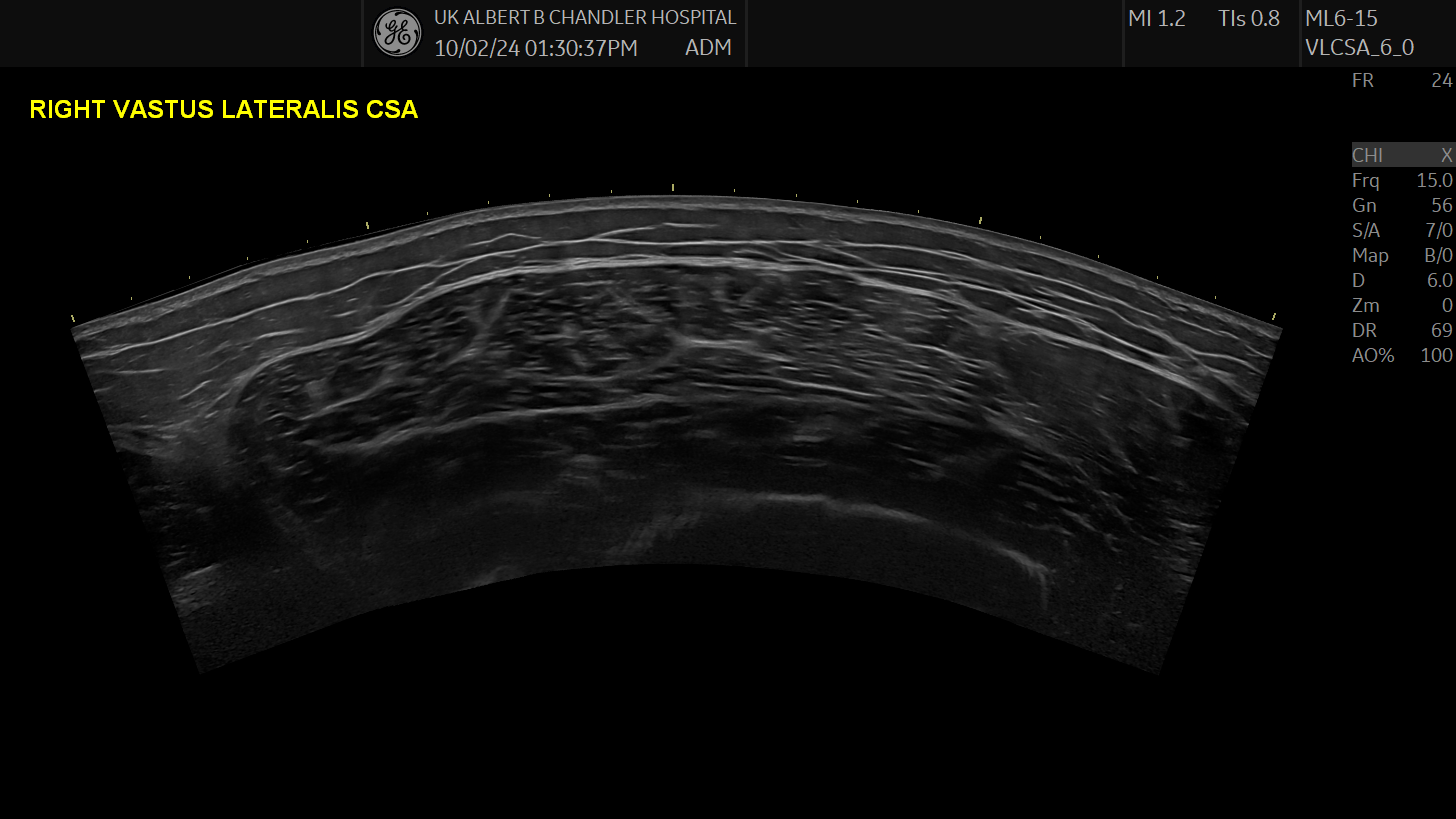 UK ALBERT B CHANDLER HOSPITAL
10/02/24 01:30:37PM ADM
MI 1.2 TIs 0.8
ML6-15
VLCSA_6_0
RIGHT VASTUS LATERALIS CSA
FR 24
CHI X
Frq 15.0
Gn 56
S/A 7/0
Map B/0
D 6.0
Zm 0
DR 69
AO% 100